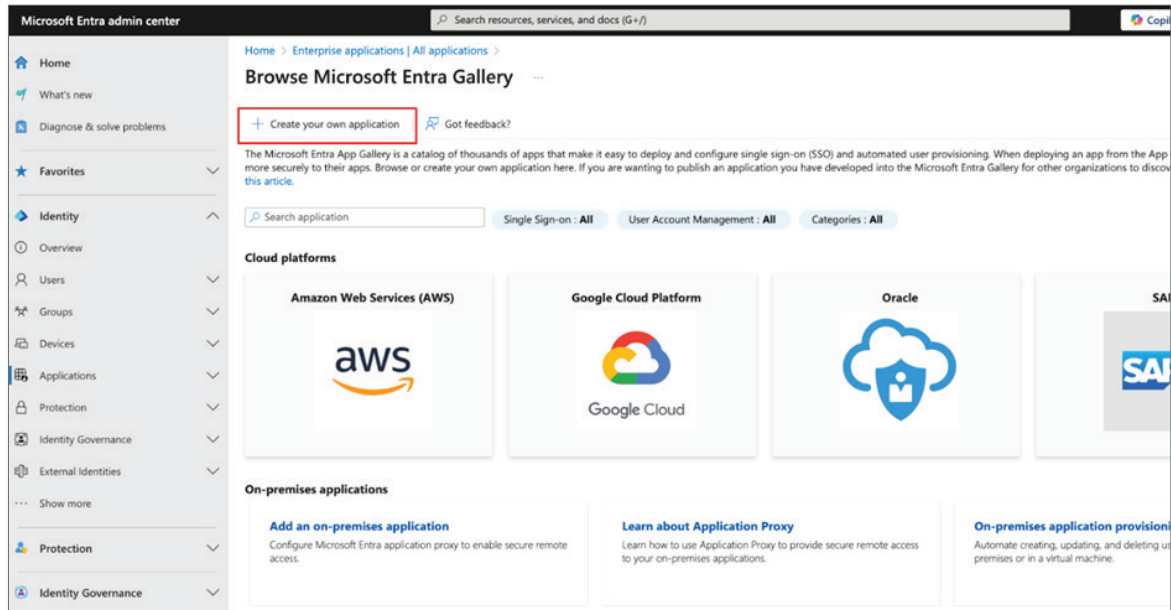 Microsoft Entra admin center
Search resources, services, and docs (G+/)
Home
What's new
Diagnose & solve problems
Favorites
Identity
Overview
Users
Groups
Devices
Applications
Protection
Identity Governance
External Identities
Show more
Protection
Identity Governance
Home > Enterprise applications | All applications >
Browse Microsoft Entra Gallery ...
+ Create your own application
Got feedback?
The Microsoft Entra App Gallery is a catalog of thousands of apps that make it easy to deploy and configure single sign-on (SSO) and automated user provisioning. When deploying an app from the App
more securely to their apps. Browse or create your own application here. If you are wanting to publish an application you have developed into the Microsoft Entra Gallery for other organizations to
this article.
Search application
Single Sign-on : All
User Account Management : All
Categories : All
Cloud platforms
Amazon Web Services (AWS)
aws
Google Cloud Platform
Google Cloud
Oracle
On-premises applications
Add an on-premises application
Configure Microsoft Entra application proxy to enable secure remote
access.
Learn about Application Proxy
Learn how to use Application Proxy to provide secure remote access
to your on-premises applications.
On-premises application
Automate creating, updating, and deleting
premises or in a virtual machine.